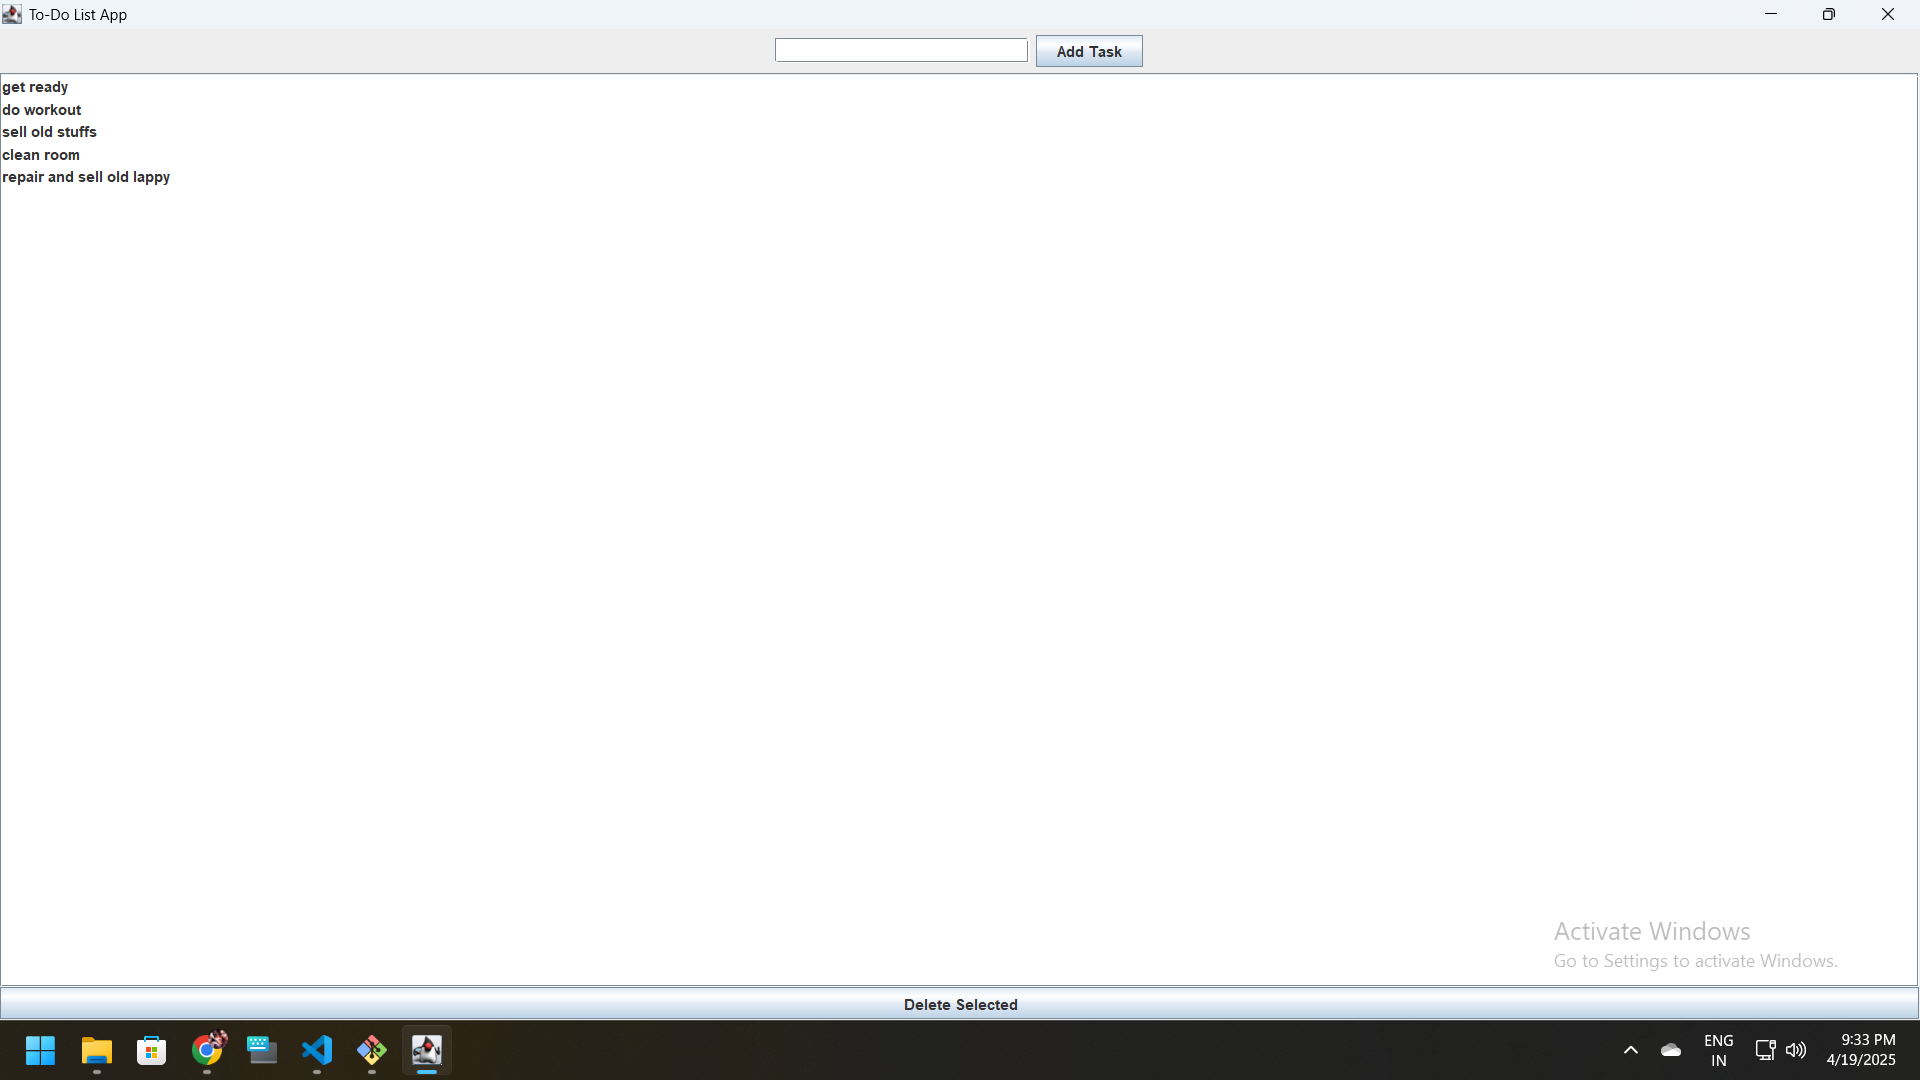 To-Do List App
Add Task
get ready
do workout
sell old stuffs
clean room
repair and sell old lappy
Activate Windows
Go to Settings to activate Windows.
Delete Selected
ENG
IN
9:33 PM
4/19/2025